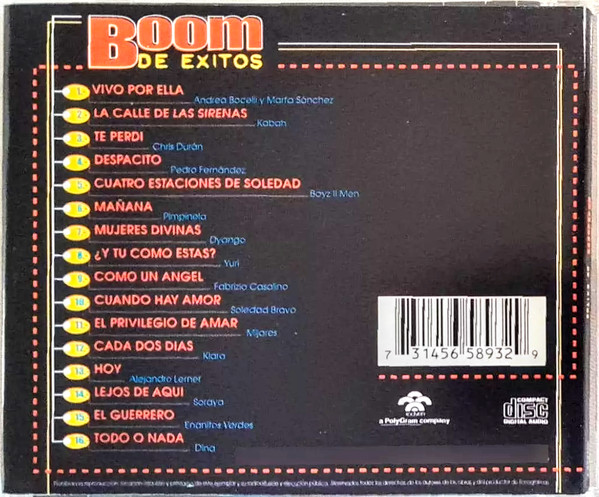 BOOM
DE EXITOS
1 VIVO POR ELLA
Andrea Bocelli y Marta Sánchez
2 LA CALLE DE LAS SIRENAS
Kabah
3 TE PERDI
Chris Durán
4 DESPACITO
Pedro Fernández
5 CUATRO ESTACIONES DE SOLEDAD
Boyz II Men
6 MAÑANA
Pimpinela
7 MUJERES DIVINAS
Dyango
8 ¿Y TU COMO ESTAS?
Yuri
9 COMO UN ANGEL
Fabrizio Casalino
10 CUANDO HAY AMOR
Soledad Bravo
11 EL PRIVILEGIO DE AMAR
Mijares
12 CADA DOS DIAS
Kiara
13 HOY
Alejandro Lerner
14 LEJOS DE AQUI
Soraya
15 EL GUERRERO
Enanitos Verdes
16 TODO O NADA
Dina
7 31456 58932 9
a PolyGram company
COMPACT
disc
DIGITAL AUDIO